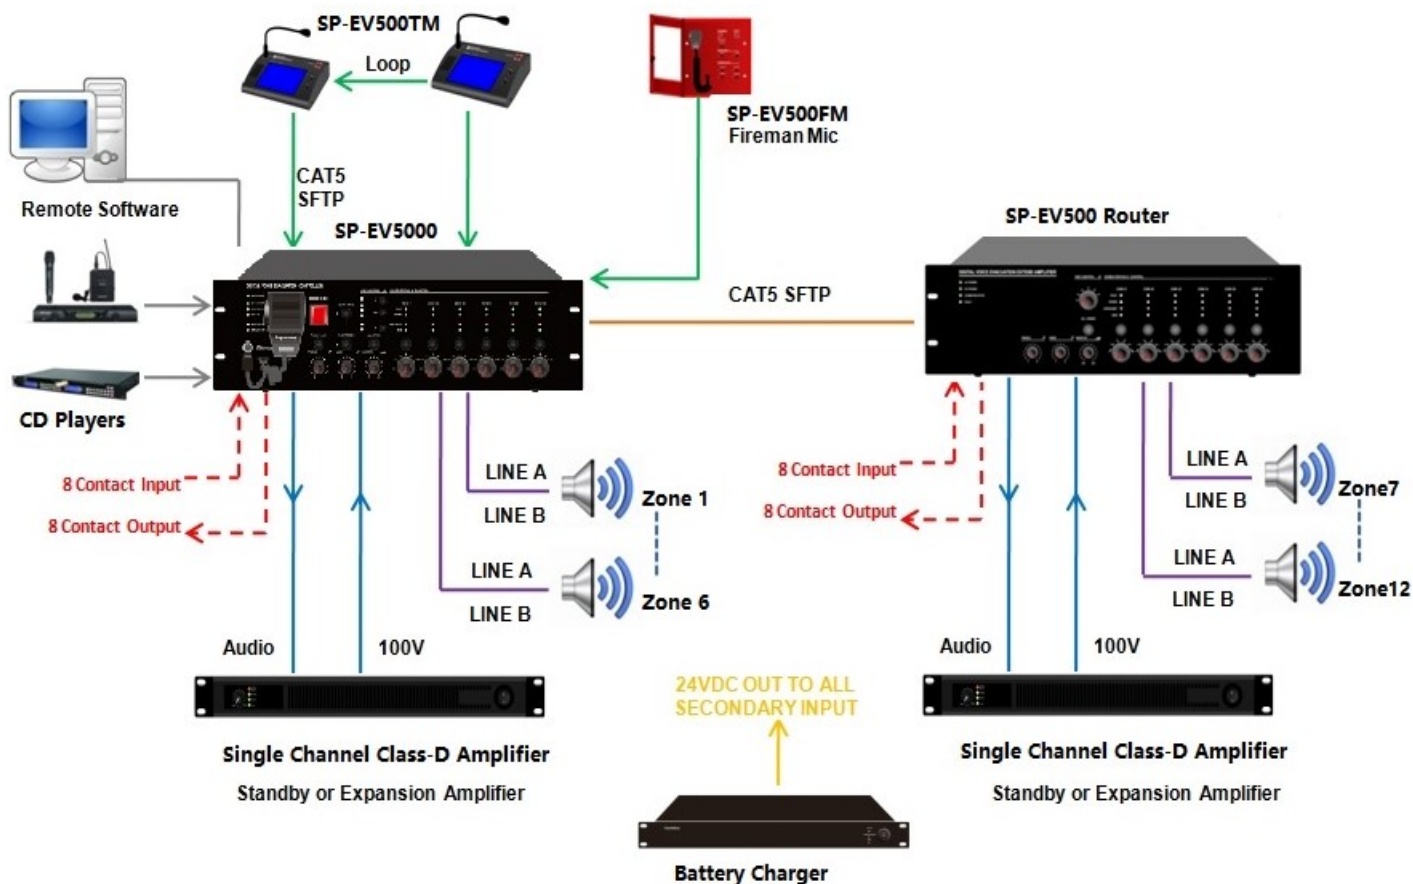 SP-EV500TM
Loop
SP-EV500FM
Fireman Mic
CAT5
SFTP
Remote Software
SP-EV5000
SP-EV500 Router
CAT5 SFTP
CD Players
8 Contact Input
8 Contact Output
LINE A
LINE B
Zone 1
LINE A
LINE B
Zone 6
8 Contact Input
8 Contact Output
LINE A
LINE B
Zone7
LINE A
LINE B
Zone12
Audio
100V
Audio
100V
24VDC OUT TO ALL
SECONDARY INPUT
Single Channel Class-D Amplifier
Standby or Expansion Amplifier
Single Channel Class-D Amplifier
Standby or Expansion Amplifier
Battery Charger